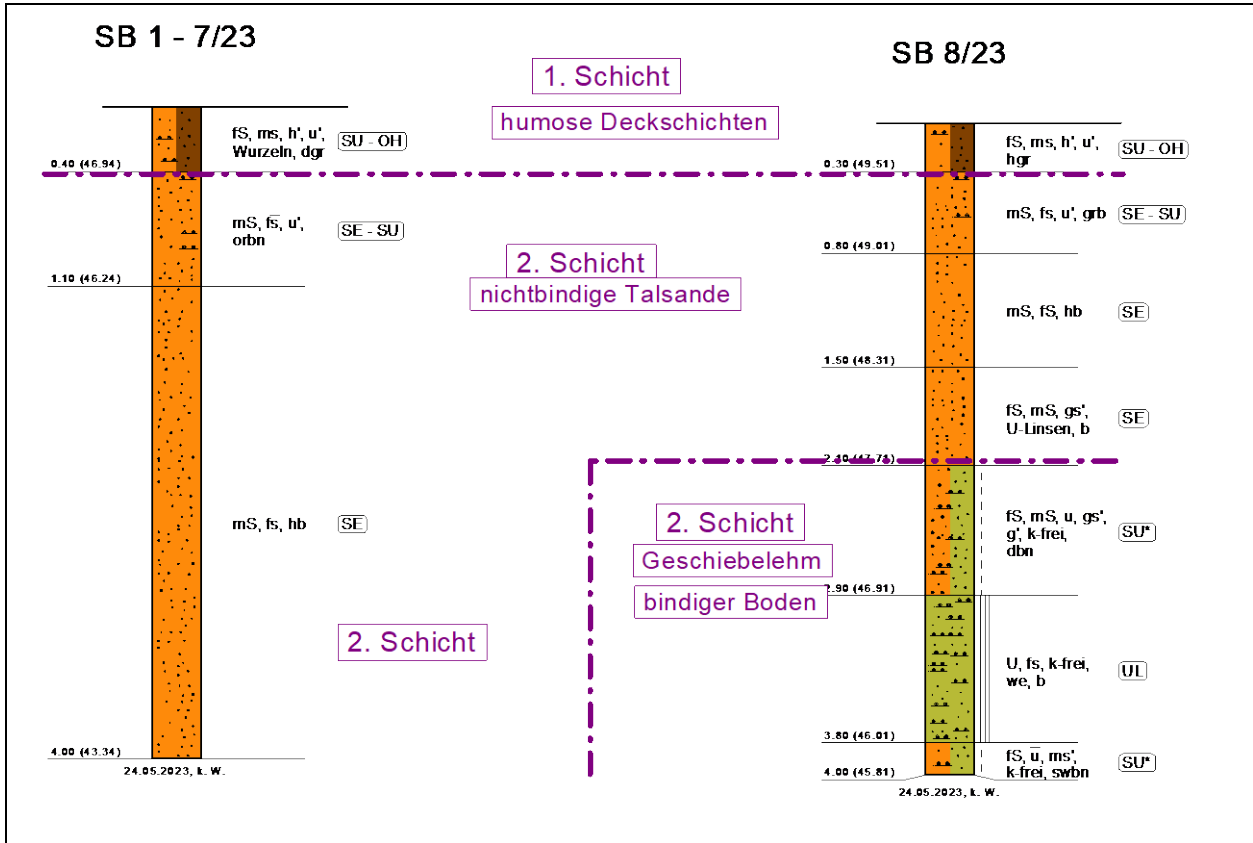 SB 1 - 7/23
SB 8/23
1. Schicht
humose Deckschichten
fS, ms, h', u',
Wurzeln, dgr
SU - OH
0.40 (46.94)
mS, fs̅, u',
orbn
SE - SU
1.10 (46.24)
mS, fs, hb
SE
4.00 (43.34)
24.05.2023, k. W.
2. Schicht
nichtbindige Talsande
2. Schicht
2. Schicht
Geschiebelehm
bindiger Boden
fS, ms, h', u',
hgr
SU - OH
0.30 (49.51)
mS, fs, u', grb
SE - SU
0.80 (49.01)
mS, fS, hb
SE
1.50 (48.31)
fS, mS, gs',
U-Linsen, b
SE
(47.71)
fS, mS, u, gs',
g', k-frei,
dbn
SU*
2.90 (46.91)
U, fs, k-frei,
we, b
UL
3.80 (46.01)
fS, u̅, ms',
k-frei, swbn
SU*
4.00 (45.81)
24.05.2023, k. W.